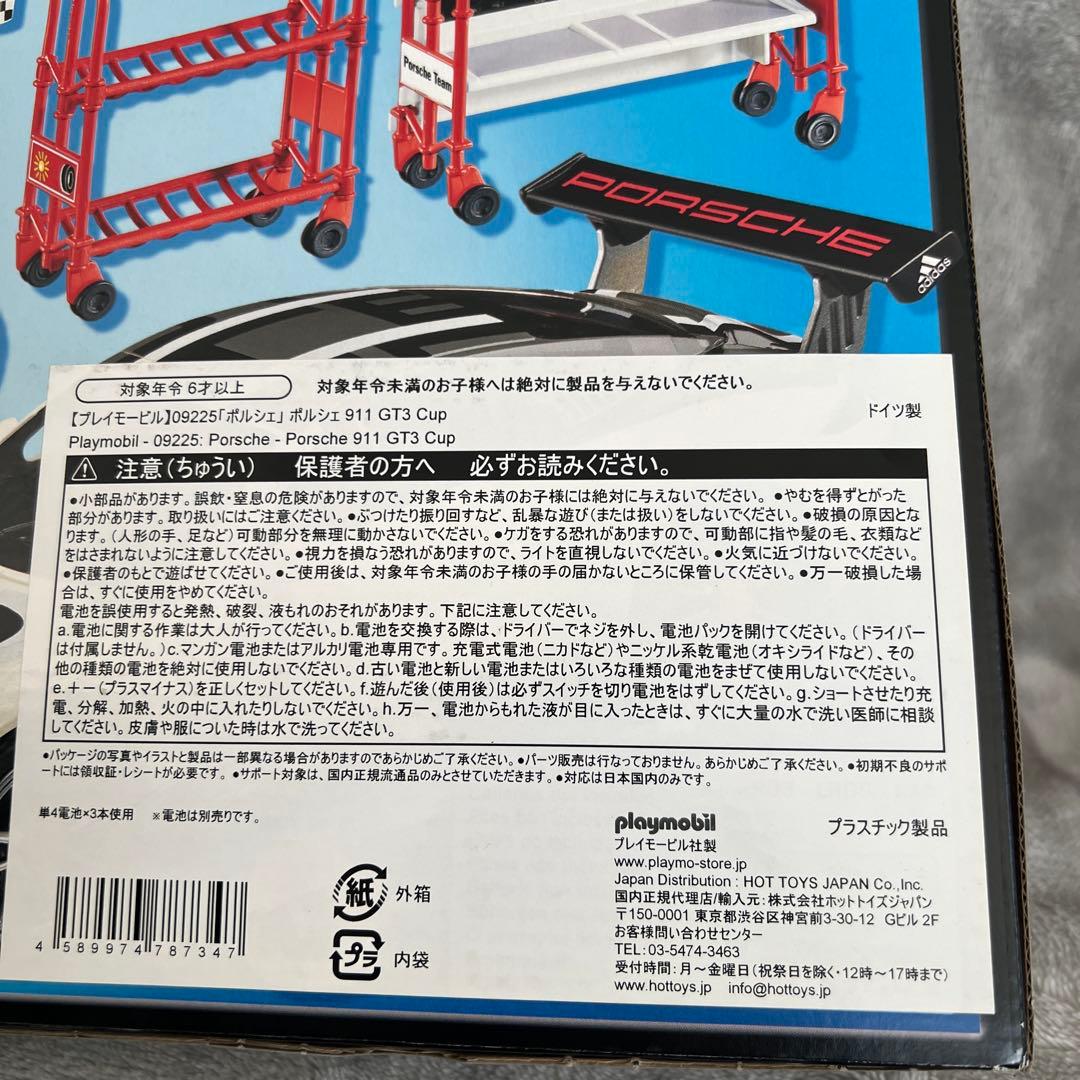 Porsche Team
6
PORSCHE
adidas
対象年令 6才以上
対象年令未満のお子様へは絶対に製品を与えないでください。
【プレイモービル】09225「ポルシェ」 ポルシェ 911 GT3 Cup
ドイツ製
Playmobil - 09225: Porsche - Porsche 911 GT3 Cup
注意(ちゅうい) 保護者の方へ 必ずお読みください。
●小部品があります。誤飲・窒息の危険がありますので、対象年令未満のお子様には絶対に与えないでください。 ●やむを得ずとがった
部分があります。取り扱いにはご注意ください。●ぶつけたり振り回すなど、乱暴な遊び(または扱い)をしないでください。●破損の原因とな
ります。(人形の手、足など)可動部分を無理に動かさないでください。●ケガをする恐れがありますので、可動部に指や髪の毛、衣類など
をはさまれないように注意してください。●視力を損なう恐れがありますので、ライトを直視しないでください。●火気に近づけないでください。
●保護者のもとで遊ばせてください。●ご使用後は、対象年令未満のお子様の手の届かないところに保管してください。●万一破損した場
合は、すぐに使用をやめてください。
電池を誤使用すると発熱、破裂、液もれのおそれがあります。下記に注意してください。
a.電池に関する作業は大人が行ってください。b.電池を交換する際は、ドライバーでネジを外し、電池パックを開けてください。(ドライバー
は付属しません。)c.マンガン電池またはアルカリ電池専用です。充電式電池(ニカドなど)やニッケル系乾電池(オキシライドなど)、その
他の種類の電池を絶対に使用しないでください。d.古い電池と新しい電池またはいろいろな種類の電池をまぜて使用しないでください。
e.+-(プラスマイナス)を正しくセットしてください。f.遊んだ後(使用後)は必ずスイッチを切り電池をはずしてください。g.ショートさせたり充
電、分解、加熱、火の中に入れたりしないでください。h.万一、電池からもれた液が目に入ったときは、すぐに大量の水で洗い医師に相談
してください。皮膚や服についた時は水で洗ってください。
●パッケージの写真やイラストと製品は一部異なる場合がありますのであらかじめご了承ください。●パーツ販売は行なっておりません。あらかじめご了承ください。●初期不良のサポ
ートには領収証・レシートが必要です。●サポート対象は、国内正規流通品のみとさせていただきます。●対応は日本国内のみです。
単4電池×3本使用 ※電池は別売りです。
playmobil
プラスチック製品
プレイモービル社製
www.playmo-store.jp
Japan Distribution : HOT TOYS JAPAN Co.,Inc.
国内正規代理店/輸入元:株式会社ホットトイズジャパン
〒150-0001 東京都渋谷区神宮前3-30-12 Gビル 2F
お客様問い合わせセンター
TEL: 03-5474-3463
受付時間:月～金曜日(祝祭日を除く・12時～17時まで)
www.hottoys.jp info@hottoys.jp
紙 外箱
プラ 内袋
4 589974 787347